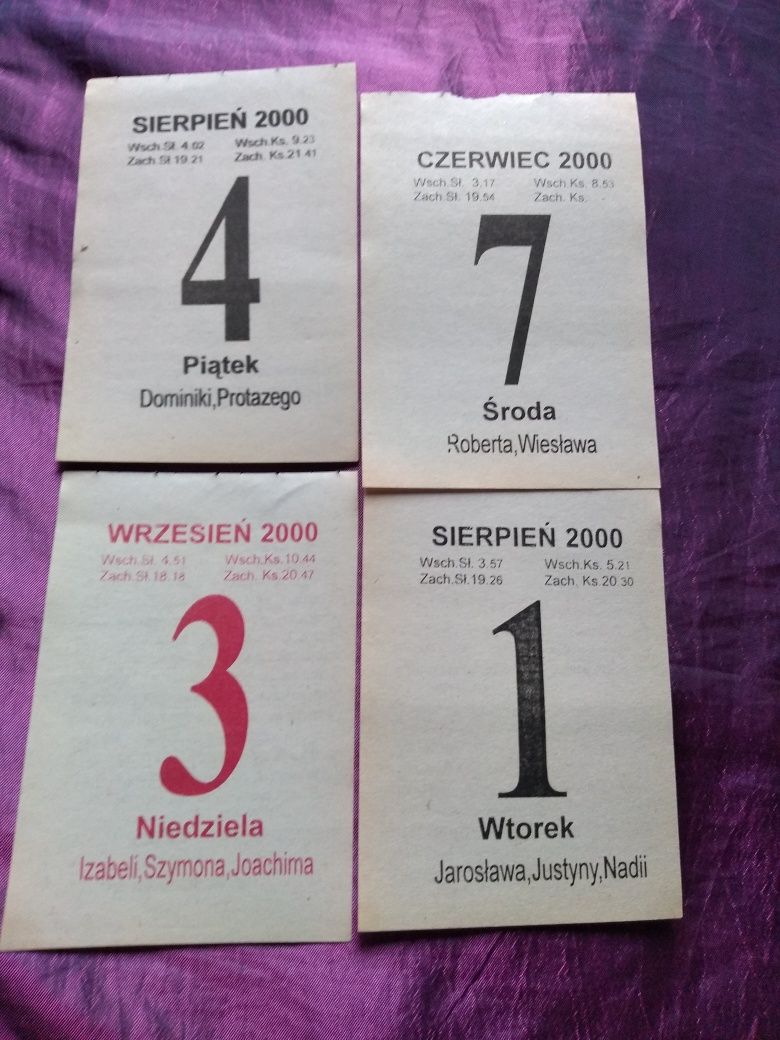 SIERPIEŃ 2000
Wsch.Sł. 4.02 Wsch.Ks. 9.23
Zach.Sł.19.21 Zach. Ks.21.41
4
Piątek
Dominiki,Protazego
CZERWIEC 2000
Wsch.Sł. 3.17 Wsch.Ks. 8.53
Zach.Sł. 19.54 Zach. Ks. -
7
Środa
Roberta,Wiesława
WRZESIEŃ 2000
Wsch.Sł. 4.51 Wsch.Ks.10.44
Zach.Sł.18.18 Zach. Ks.20.47
3
Niedziela
Izabeli,Szymona,Joachima
SIERPIEŃ 2000
Wsch.Sł. 3.57 Wsch.Ks. 5.21
Zach.Sł.19.26 Zach. Ks.20.30
1
Wtorek
Jarosława,Justyny,Nadii